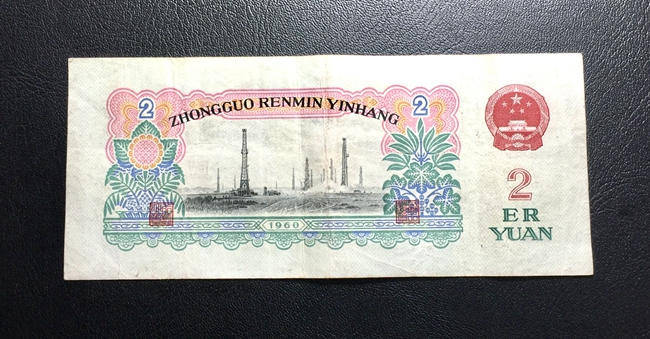 2 2
ZHONGGUO RENMIN YINHANG
1960
2
ER
YUAN